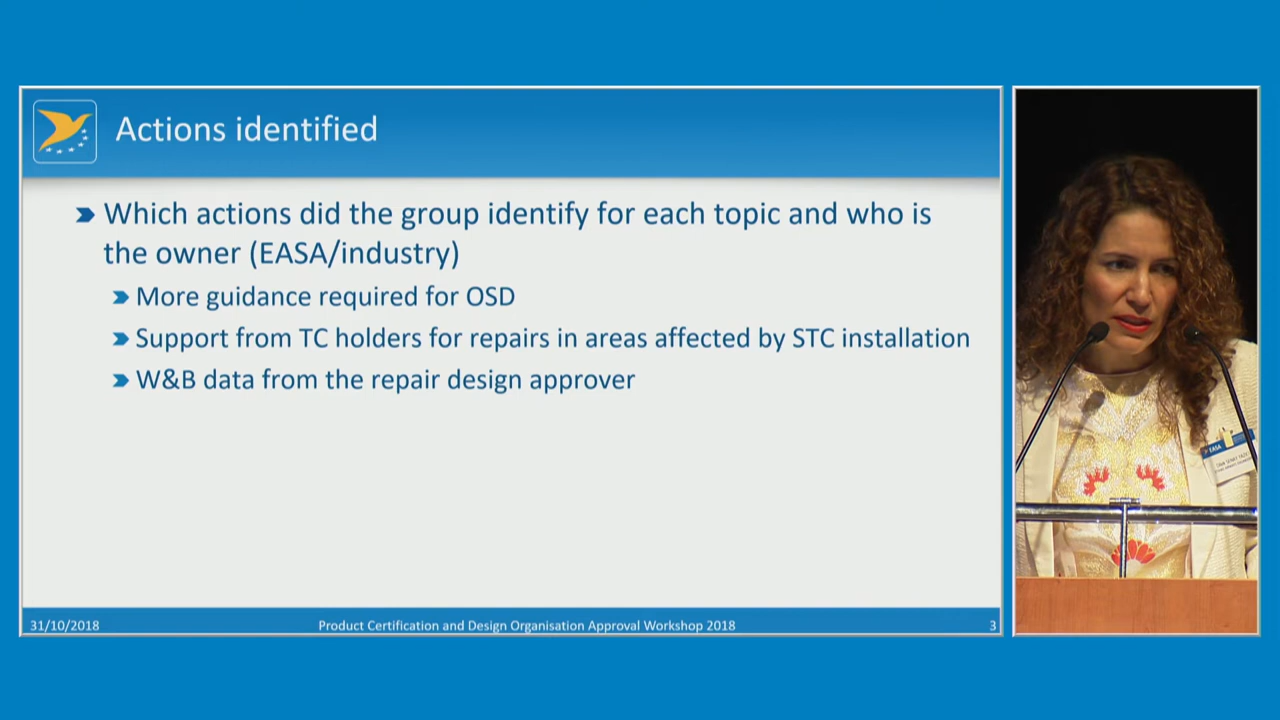 Actions identified
Which actions did the group identify for each topic and who is
the owner (EASA/industry)
More guidance required for OSD
Support from TC holders for repairs in areas affected by STC installation
W&B data from the repair design approver
31/10/2018
Product Certification and Design Organisation Approval Workshop 2018
3
EASA